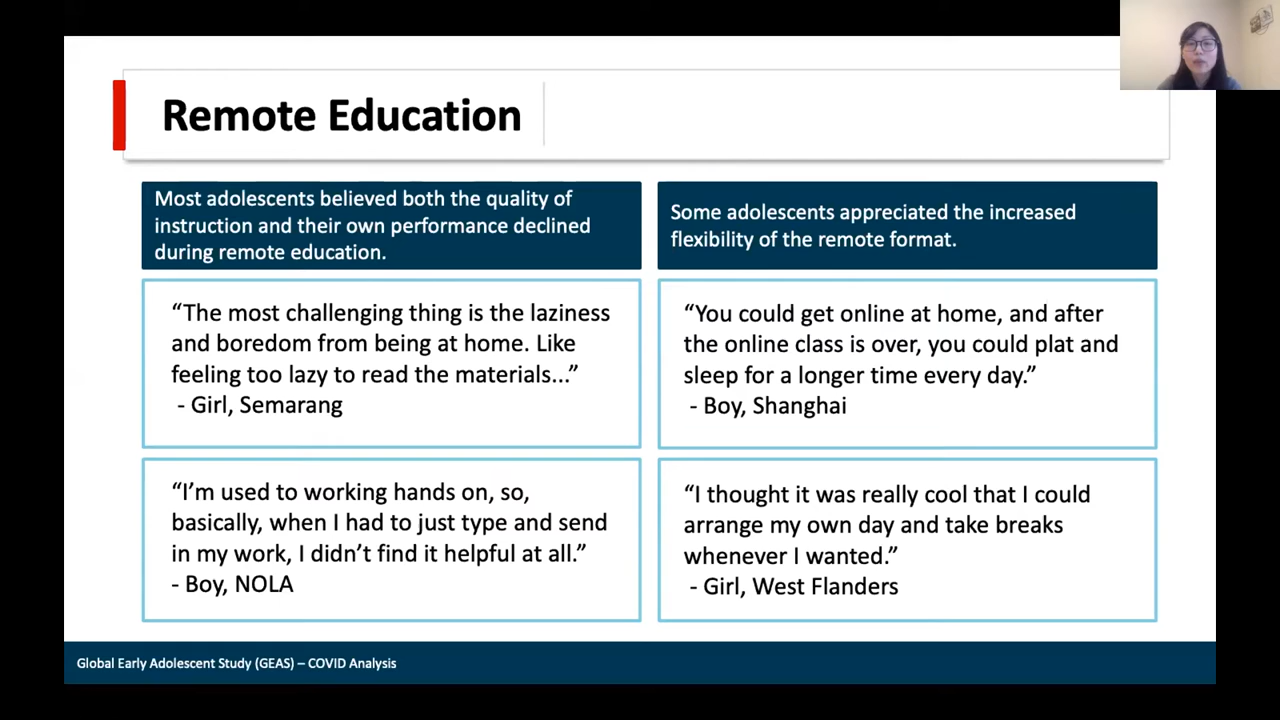 Remote Education
Most adolescents believed both the quality of
instruction and their own performance declined
during remote education.
“The most challenging thing is the laziness
and boredom from being at home. Like
feeling too lazy to read the materials...”
- Girl, Semarang
“I’m used to working hands on, so,
basically, when I had to just type and send
in my work, I didn’t find it helpful at all.”
- Boy, NOLA
Some adolescents appreciated the increased
flexibility of the remote format.
“You could get online at home, and after
the online class is over, you could plat and
sleep for a longer time every day.”
- Boy, Shanghai
“I thought it was really cool that I could
arrange my own day and take breaks
whenever I wanted.”
- Girl, West Flanders
Global Early Adolescent Study (GEAS) – COVID Analysis